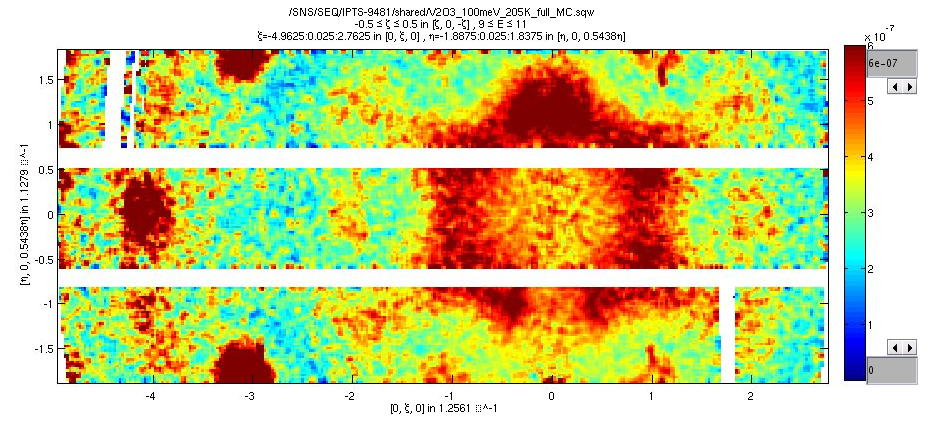 /SNS/SEQ/IPTS-9481/shared/V2O3_100meV_205K_full_MC.sqw
-0.5 ≤ ζ ≤ 0.5 in [ζ, 0, -ζ] , 9 ≤ E ≤ 11
ξ=-4.9625:0.025:2.7625 in [0, ξ, 0] , η=-1.8875:0.025:1.8375 in [η, 0, 0.5438η]
x 10^-7
6
6e-07
5
4
3
2
1
0
0
1.5
1
0.5
0
-0.5
-1
-1.5
[η, 0, 0.5438η] in 1.1279 Å^-1
-4 -3 -2 -1 0 1 2
[0, ξ, 0] in 1.2561 Å^-1